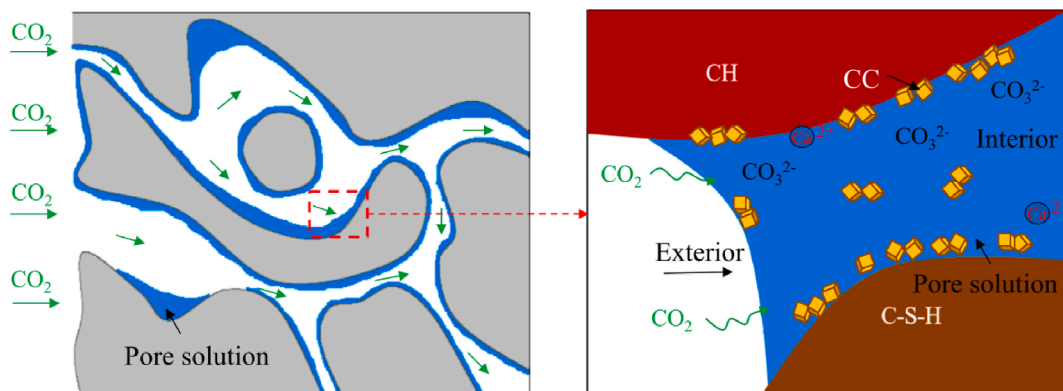 CO₂
CO₂
CO₂
CO₂
Pore solution
CH
CC
CO₃²⁻
Ca²⁺
CO₃²⁻
Interior
CO₂
CO₃²⁻
Ca²
Exterior
Pore solution
CO₂
C-S-H